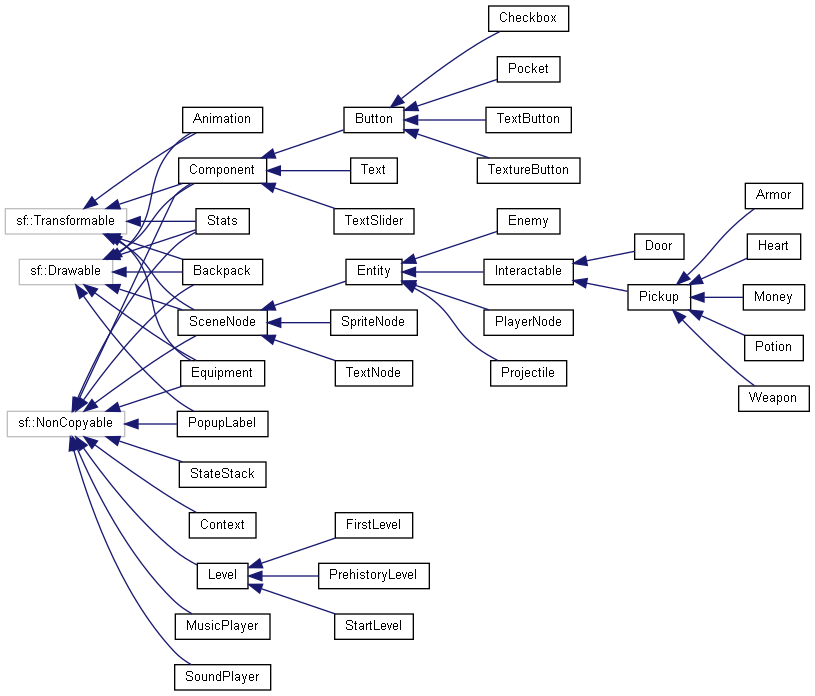 Checkbox
Pocket
Animation
Button
TextButton
Component
Text
TextureButton
Armor
sf::Transformable
Stats
TextSlider
Enemy
Door
Heart
sf::Drawable
Backpack
Entity
Interactable
Pickup
Money
SceneNode
SpriteNode
PlayerNode
Potion
Equipment
TextNode
Projectile
Weapon
sf::NonCopyable
PopupLabel
StateStack
Context
FirstLevel
Level
PrehistoryLevel
MusicPlayer
StartLevel
SoundPlayer